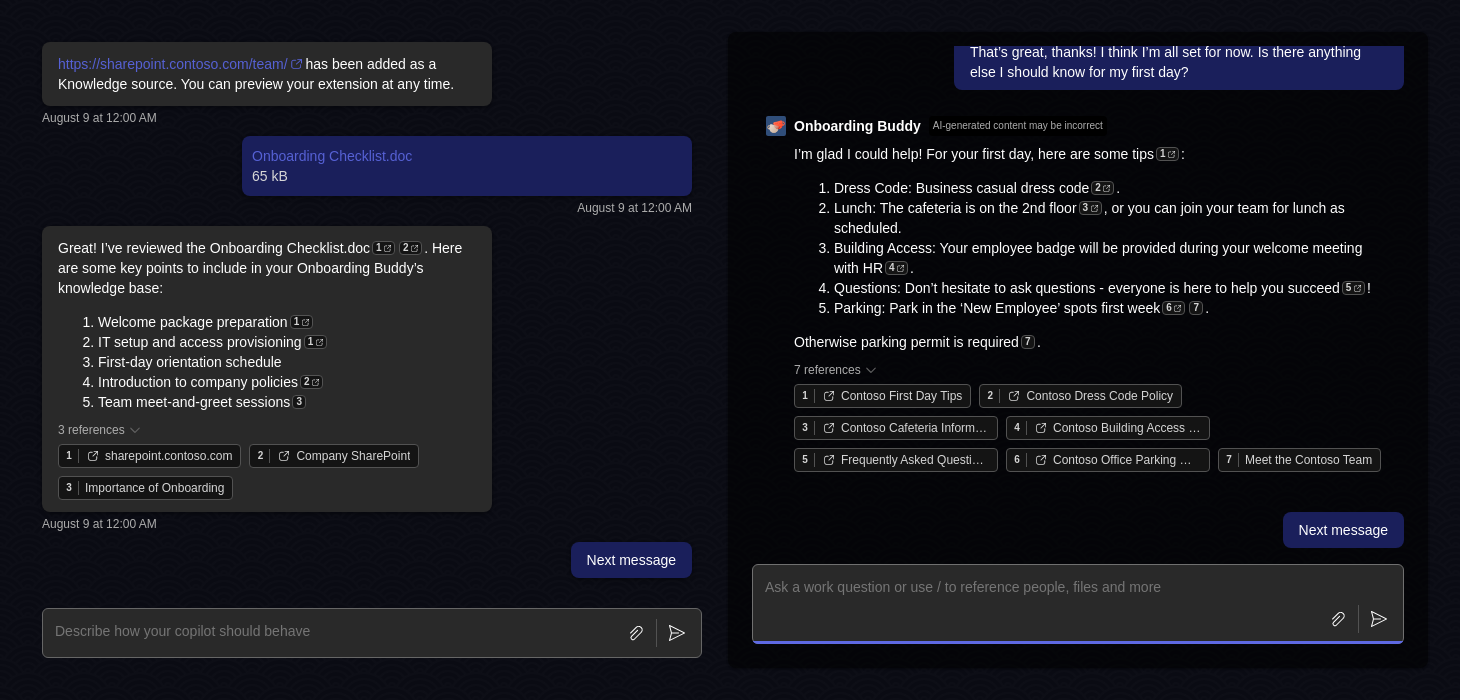 https://sharepoint.contoso.com/team/ has been added as a
Knowledge source. You can preview your extension at any time.
August 9 at 12:00 AM
Onboarding Checklist.doc
65 kB
August 9 at 12:00 AM
Great! I’ve reviewed the Onboarding Checklist.doc 1 2 . Here
are some key points to include in your Onboarding Buddy’s
knowledge base:
1. Welcome package preparation 1
2. IT setup and access provisioning 1
3. First-day orientation schedule
4. Introduction to company policies 2
5. Team meet-and-greet sessions 3
3 references
1 sharepoint.contoso.com 2 Company SharePoint
3 Importance of Onboarding
August 9 at 12:00 AM
Next message
Describe how your copilot should behave
That’s great, thanks! I think I’m all set for now. Is there anything
else I should know for my first day?
Onboarding Buddy AI-generated content may be incorrect
I’m glad I could help! For your first day, here are some tips 1 :
1. Dress Code: Business casual dress code 2 .
2. Lunch: The cafeteria is on the 2nd floor 3 , or you can join your team for lunch as
scheduled.
3. Building Access: Your employee badge will be provided during your welcome meeting
with HR 4 .
4. Questions: Don’t hesitate to ask questions - everyone is here to help you succeed 5 !
5. Parking: Park in the ‘New Employee’ spots first week 6 7 .
Otherwise parking permit is required 7 .
7 references
1 Contoso First Day Tips 2 Contoso Dress Code Policy
3 Contoso Cafeteria Inform… 4 Contoso Building Access …
5 Frequently Asked Questi… 6 Contoso Office Parking … 7 Meet the Contoso Team
Next message
Ask a work question or use / to reference people, files and more